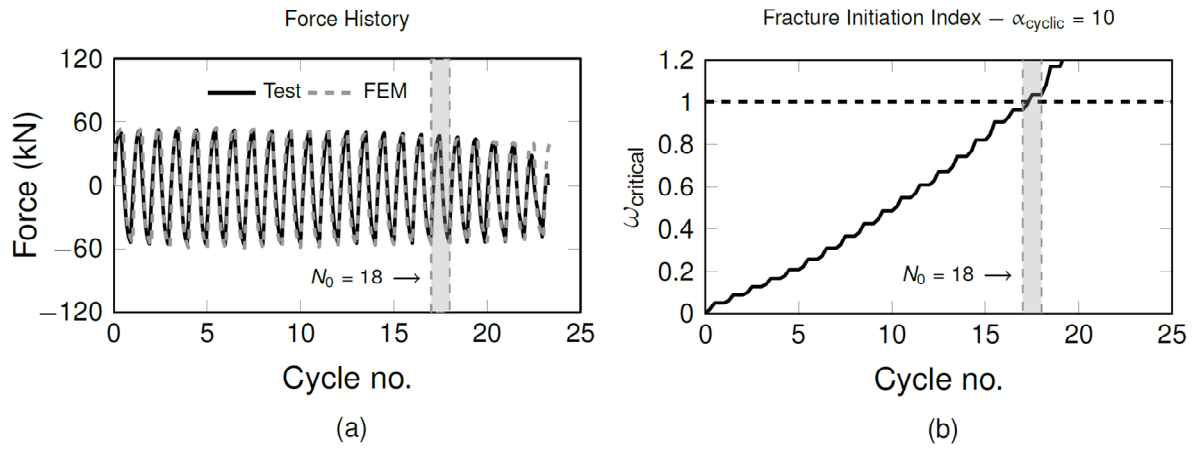 Force History
120
60
0
−60
−120
Force (kN)
Test
FEM
N₀ = 18 →
0 5 10 15 20 25
Cycle no.
(a)
Fracture Initiation Index − αcyclic = 10
1.2
1
0.8
0.6
0.4
0.2
0
ωcritical
N₀ = 18 →
0 5 10 15 20 25
Cycle no.
(b)